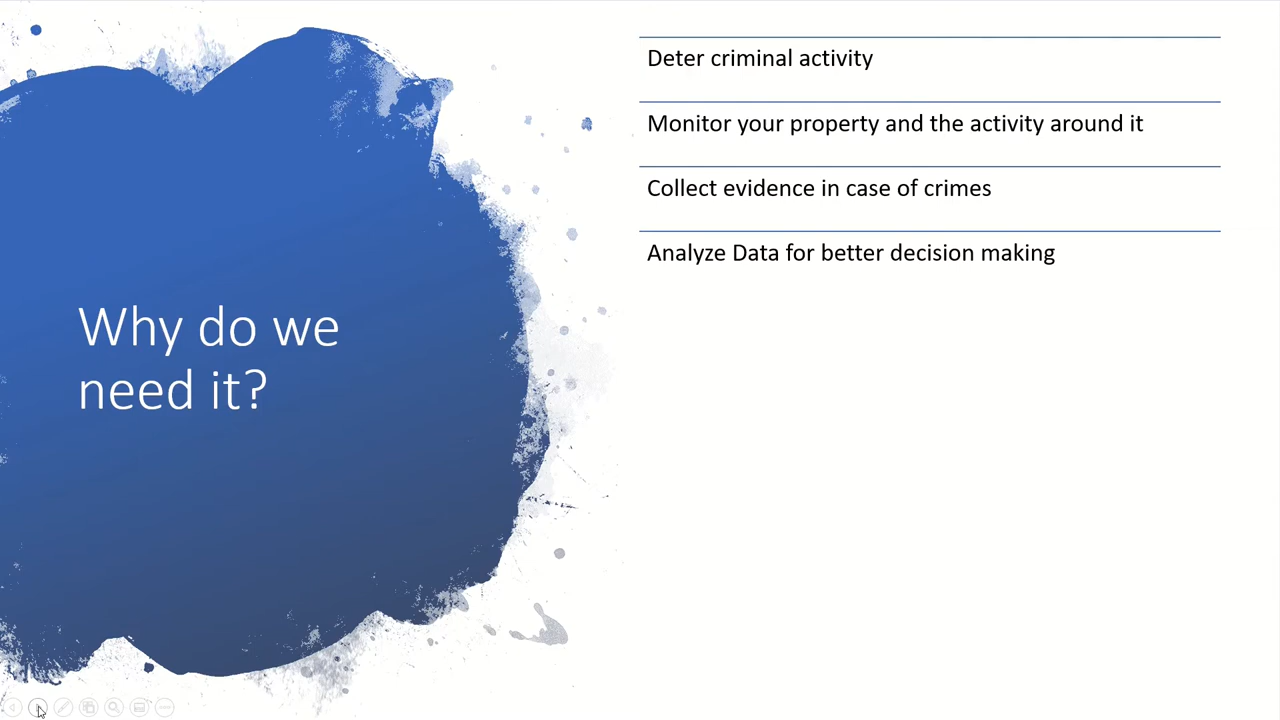 Why do we
need it?
Deter criminal activity
Monitor your property and the activity around it
Collect evidence in case of crimes
Analyze Data for better decision making